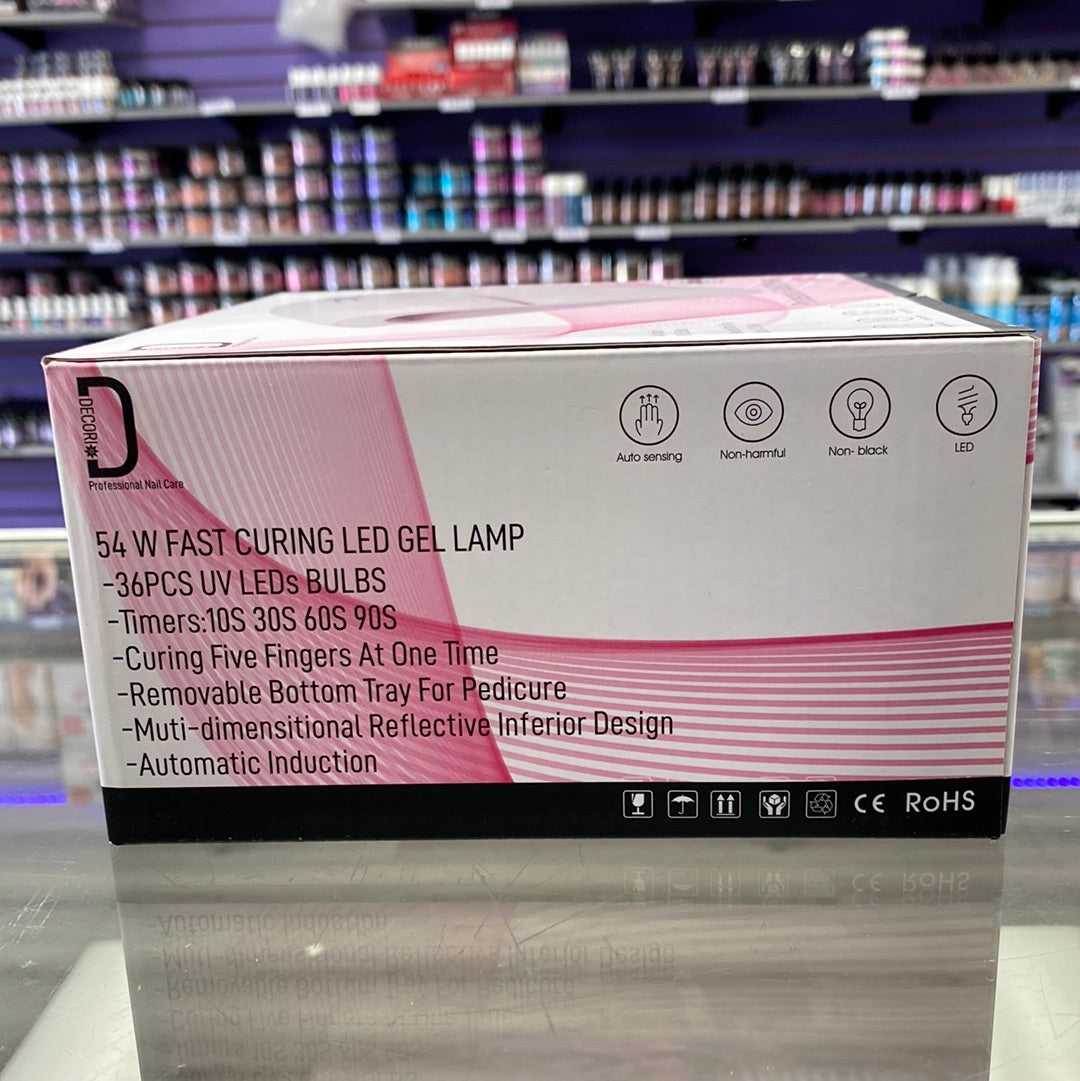 DECORI
Professional Nail Care
Auto sensing
Non-harmful
Non- black
LED
54 W FAST CURING LED GEL LAMP
-36PCS UV LEDs BULBS
-Timers:10S 30S 60S 90S
-Curing Five Fingers At One Time
-Removable Bottom Tray For Pedicure
-Muti-dimensitional Reflective Inferior Design
-Automatic Induction
CE RoHS